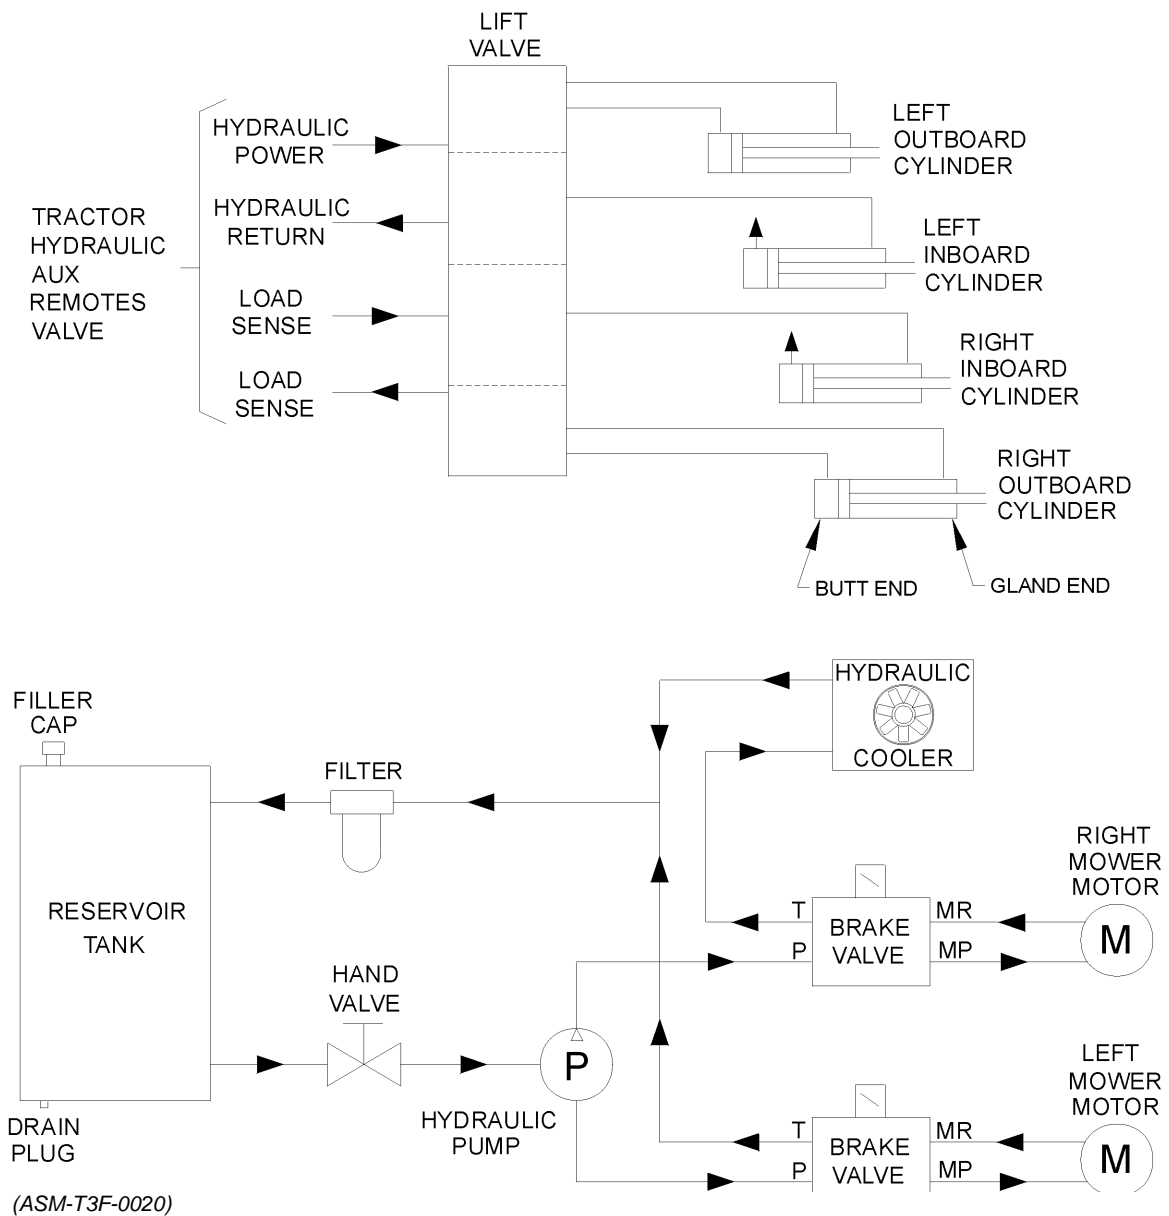 LIFT
VALVE
HYDRAULIC
POWER
HYDRAULIC
RETURN
LOAD
SENSE
LOAD
SENSE
TRACTOR
HYDRAULIC
AUX
REMOTES
VALVE
LEFT
OUTBOARD
CYLINDER
LEFT
INBOARD
CYLINDER
RIGHT
INBOARD
CYLINDER
RIGHT
OUTBOARD
CYLINDER
BUTT END
GLAND END
FILLER
CAP
FILTER
HYDRAULIC
COOLER
RESERVOIR
TANK
HAND
VALVE
DRAIN
PLUG
P
HYDRAULIC
PUMP
T
P
BRAKE
VALVE
MR
MP
RIGHT
MOWER
MOTOR
M
T
P
BRAKE
VALVE
MR
MP
LEFT
MOWER
MOTOR
M
(ASM-T3F-0020)